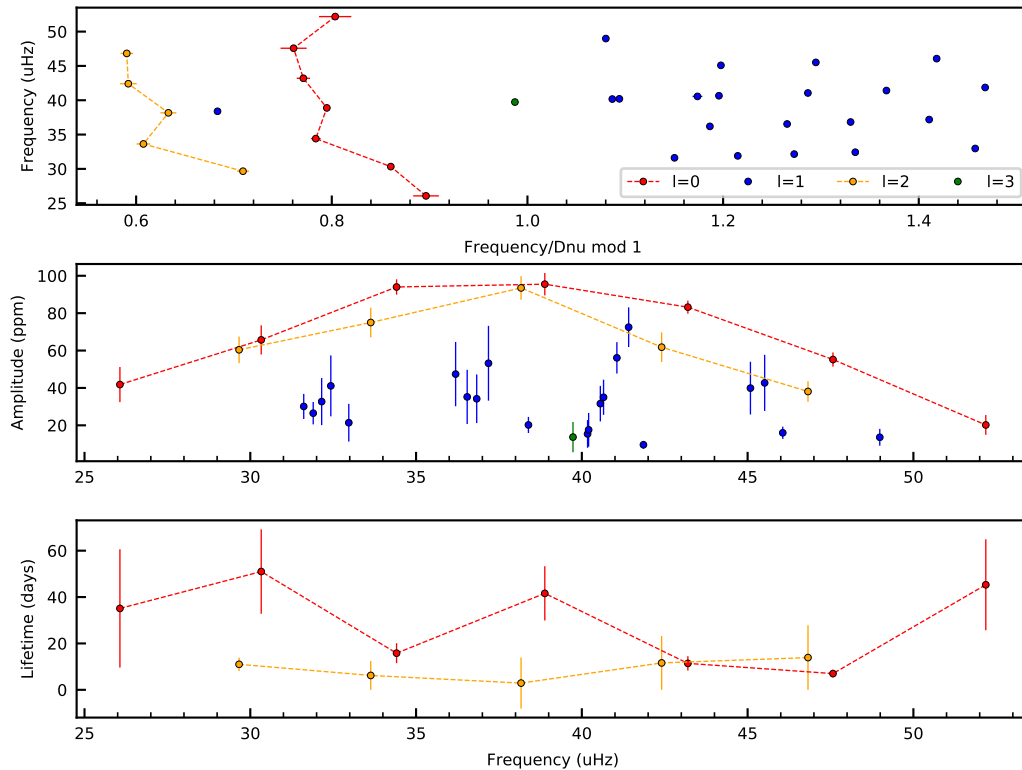 50
45
40
35
30
25
Frequency (uHz)
0.6 0.8 1.0 1.2 1.4
l=0 l=1 l=2 l=3
Frequency/Dnu mod 1
100
80
60
40
20
Amplitude (ppm)
25 30 35 40 45 50
60
40
20
0
Lifetime (days)
25 30 35 40 45 50
Frequency (uHz)